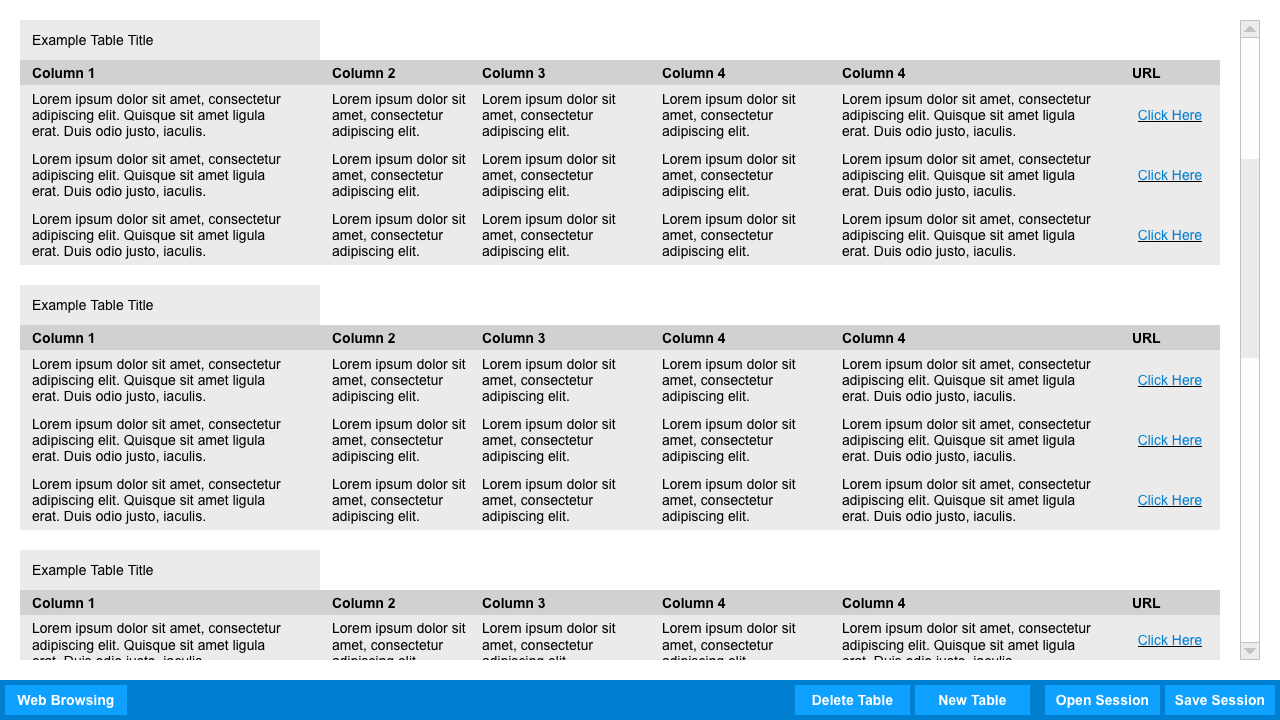 Example Table Title
Column 1 Column 2 Column 3 Column 4 Column 4 URL
Lorem ipsum dolor sit amet, consectetur Lorem ipsum dolor sit Lorem ipsum dolor sit Lorem ipsum dolor sit Lorem ipsum dolor sit amet, consectetur
adipiscing elit. Quisque sit amet ligula amet, consectetur amet, consectetur amet, consectetur adipiscing elit. Quisque sit amet ligula Click Here
erat. Duis odio justo, iaculis. adipiscing elit. adipiscing elit. adipiscing elit. erat. Duis odio justo, iaculis.
Lorem ipsum dolor sit amet, consectetur Lorem ipsum dolor sit Lorem ipsum dolor sit Lorem ipsum dolor sit Lorem ipsum dolor sit amet, consectetur
adipiscing elit. Quisque sit amet ligula amet, consectetur amet, consectetur amet, consectetur adipiscing elit. Quisque sit amet ligula Click Here
erat. Duis odio justo, iaculis. adipiscing elit. adipiscing elit. adipiscing elit. erat. Duis odio justo, iaculis.
Lorem ipsum dolor sit amet, consectetur Lorem ipsum dolor sit Lorem ipsum dolor sit Lorem ipsum dolor sit Lorem ipsum dolor sit amet, consectetur
adipiscing elit. Quisque sit amet ligula amet, consectetur amet, consectetur amet, consectetur adipiscing elit. Quisque sit amet ligula Click Here
erat. Duis odio justo, iaculis. adipiscing elit. adipiscing elit. adipiscing elit. erat. Duis odio justo, iaculis.
Example Table Title
Column 1 Column 2 Column 3 Column 4 Column 4 URL
Lorem ipsum dolor sit amet, consectetur Lorem ipsum dolor sit Lorem ipsum dolor sit Lorem ipsum dolor sit Lorem ipsum dolor sit amet, consectetur
adipiscing elit. Quisque sit amet ligula amet, consectetur amet, consectetur amet, consectetur adipiscing elit. Quisque sit amet ligula Click Here
erat. Duis odio justo, iaculis. adipiscing elit. adipiscing elit. adipiscing elit. erat. Duis odio justo, iaculis.
Lorem ipsum dolor sit amet, consectetur Lorem ipsum dolor sit Lorem ipsum dolor sit Lorem ipsum dolor sit Lorem ipsum dolor sit amet, consectetur
adipiscing elit. Quisque sit amet ligula amet, consectetur amet, consectetur amet, consectetur adipiscing elit. Quisque sit amet ligula Click Here
erat. Duis odio justo, iaculis. adipiscing elit. adipiscing elit. adipiscing elit. erat. Duis odio justo, iaculis.
Lorem ipsum dolor sit amet, consectetur Lorem ipsum dolor sit Lorem ipsum dolor sit Lorem ipsum dolor sit Lorem ipsum dolor sit amet, consectetur
adipiscing elit. Quisque sit amet ligula amet, consectetur amet, consectetur amet, consectetur adipiscing elit. Quisque sit amet ligula Click Here
erat. Duis odio justo, iaculis. adipiscing elit. adipiscing elit. adipiscing elit. erat. Duis odio justo, iaculis.
Example Table Title
Column 1 Column 2 Column 3 Column 4 Column 4 URL
Lorem ipsum dolor sit amet, consectetur Lorem ipsum dolor sit Lorem ipsum dolor sit Lorem ipsum dolor sit Lorem ipsum dolor sit amet, consectetur
adipiscing elit. Quisque sit amet ligula amet, consectetur amet, consectetur amet, consectetur adipiscing elit. Quisque sit amet ligula Click Here
Web Browsing Delete Table New Table Open Session Save Session